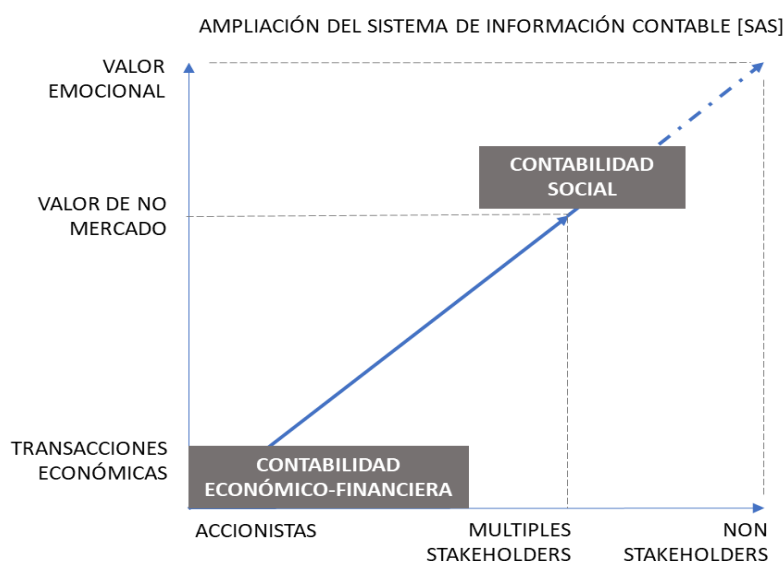 AMPLIACIÓN DEL SISTEMA DE INFORMACIÓN CONTABLE [SAS]
VALOR
EMOCIONAL
CONTABILIDAD
SOCIAL
VALOR DE NO
MERCADO
TRANSACCIONES
ECONÓMICAS
CONTABILIDAD
ECONÓMICO-FINANCIERA
ACCIONISTAS
MULTIPLES
STAKEHOLDERS
NON
STAKEHOLDERS